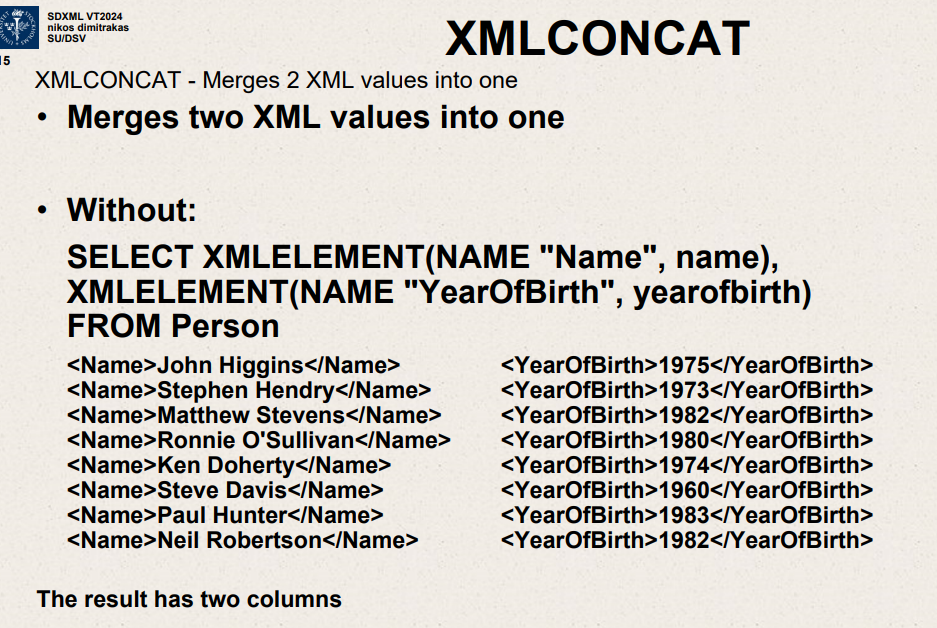 SDXML VT2024
nikos dimitrakas
SU/DSV
XMLCONCAT
15
XMLCONCAT - Merges 2 XML values into one
• Merges two XML values into one
• Without:
SELECT XMLELEMENT(NAME "Name", name),
XMLELEMENT(NAME "YearOfBirth", yearofbirth)
FROM Person
<Name>John Higgins</Name> <YearOfBirth>1975</YearOfBirth>
<Name>Stephen Hendry</Name> <YearOfBirth>1973</YearOfBirth>
<Name>Matthew Stevens</Name> <YearOfBirth>1982</YearOfBirth>
<Name>Ronnie O'Sullivan</Name> <YearOfBirth>1980</YearOfBirth>
<Name>Ken Doherty</Name> <YearOfBirth>1974</YearOfBirth>
<Name>Steve Davis</Name> <YearOfBirth>1960</YearOfBirth>
<Name>Paul Hunter</Name> <YearOfBirth>1983</YearOfBirth>
<Name>Neil Robertson</Name> <YearOfBirth>1982</YearOfBirth>
The result has two columns